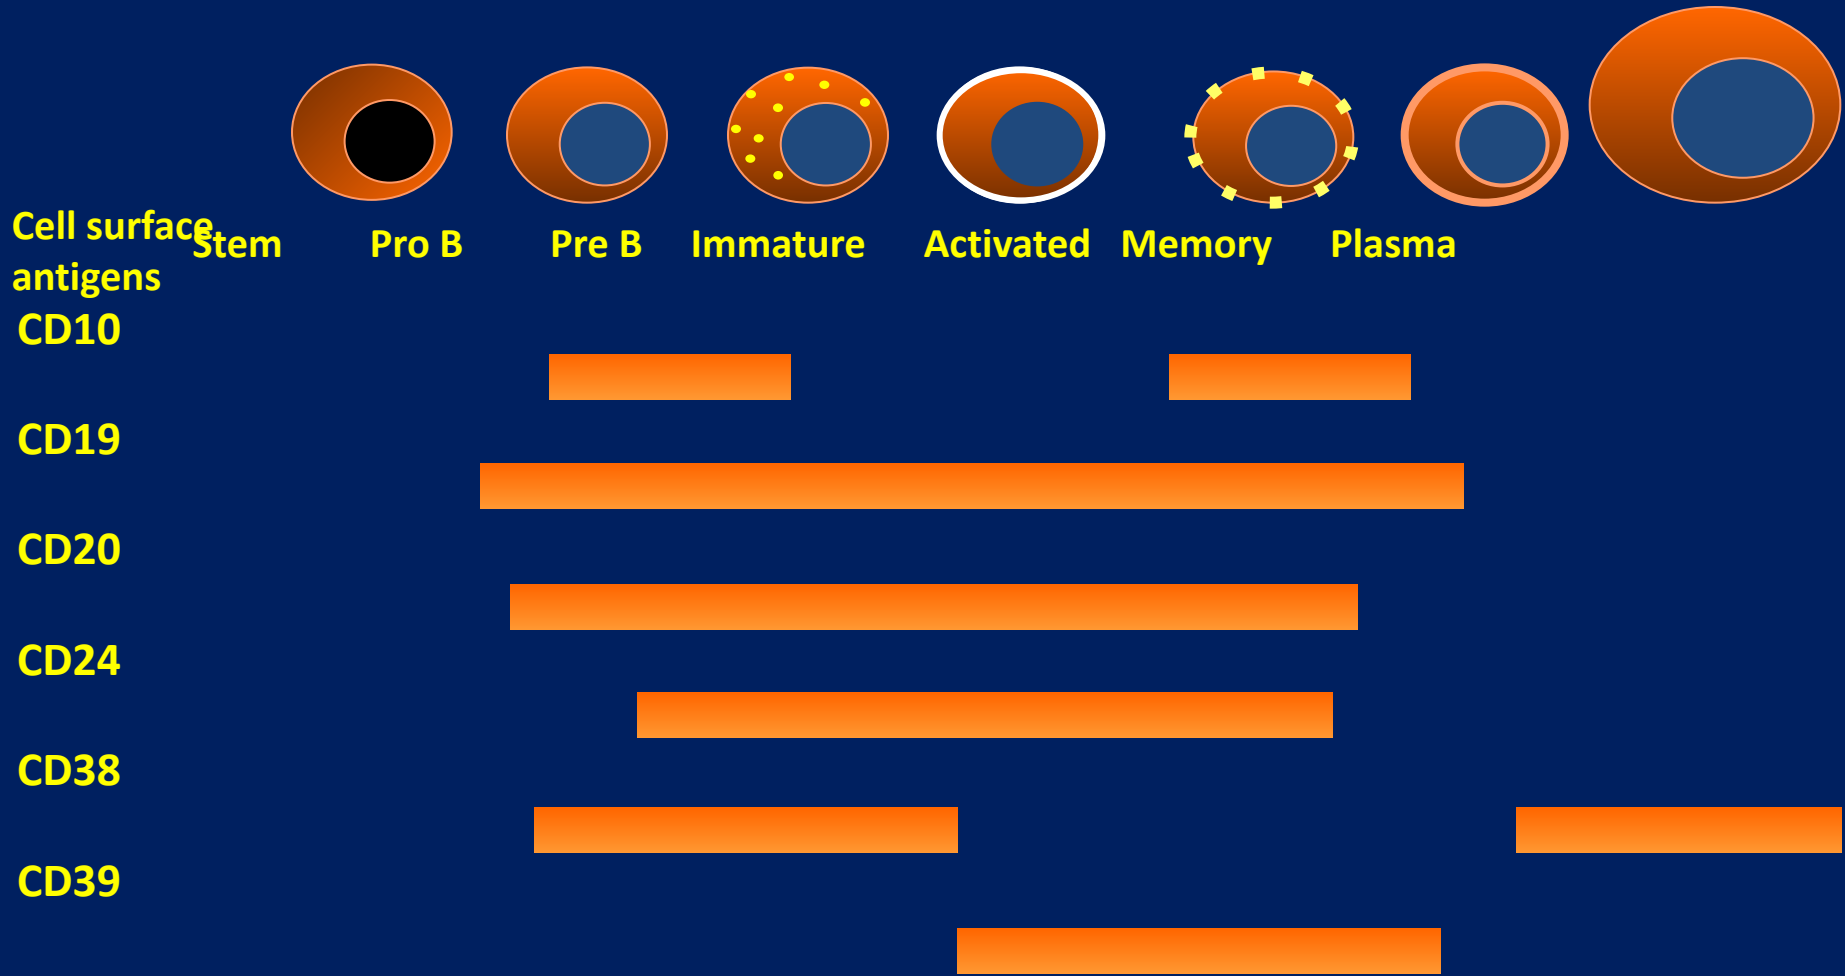 Cell surface
antigens
Stem Pro B Pre B Immature Activated Memory Plasma
CD10
CD19
CD20
CD24
CD38
CD39